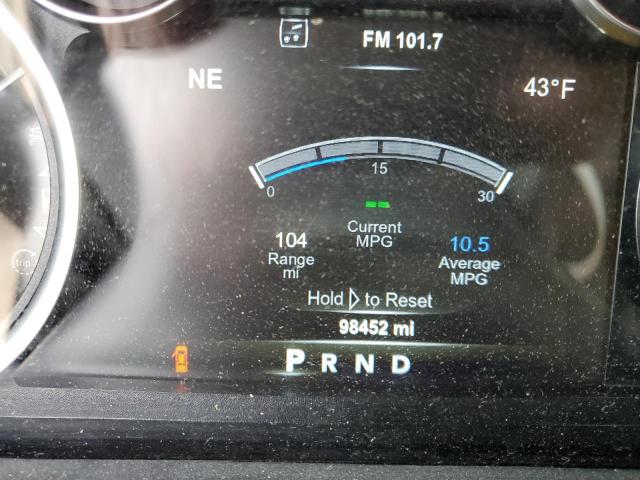 FM 101.7
NE
43°F
0 15 30
Current
MPG
104
Range
mi
10.5
Average
MPG
Hold to Reset
98452 mi
P R N D
trip